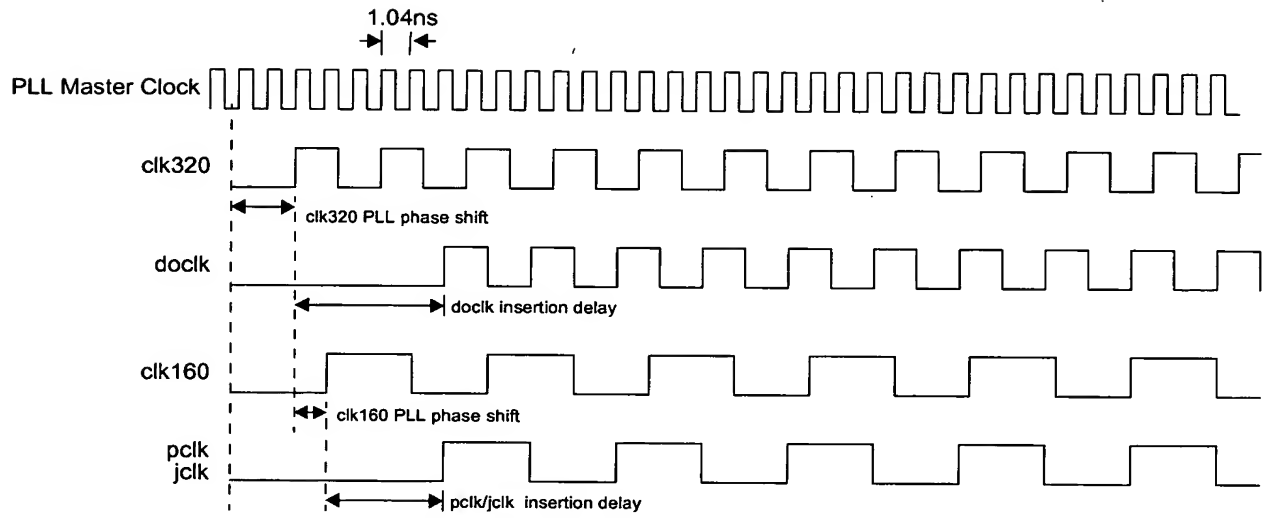 1.04ns
PLL Master Clock
clk320
clk320 PLL phase shift
doclk
doclk insertion delay
clk160
clk160 PLL phase shift
pclk
jclk
pclk/jclk insertion delay